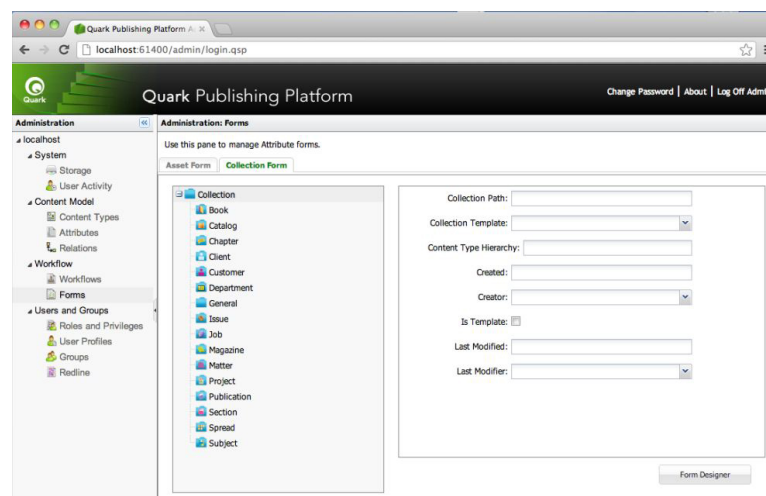 Quark Publishing Platform A
localhost:61400/admin/login.qsp
Quark
Quark Publishing Platform
Change Password | About | Log Off Admi
Administration
localhost
System
Storage
User Activity
Content Model
Content Types
Attributes
Relations
Workflow
Workflows
Forms
Users and Groups
Roles and Privileges
User Profiles
Groups
Redline
Administration: Forms
Use this pane to manage Attribute forms.
Asset Form
Collection Form
Collection
Book
Catalog
Chapter
Client
Customer
Department
General
Issue
Job
Magazine
Matter
Project
Publication
Section
Spread
Subject
Collection Path:
Collection Template:
Content Type Hierarchy:
Created:
Creator:
Is Template:
Last Modified:
Last Modifier:
Form Designer